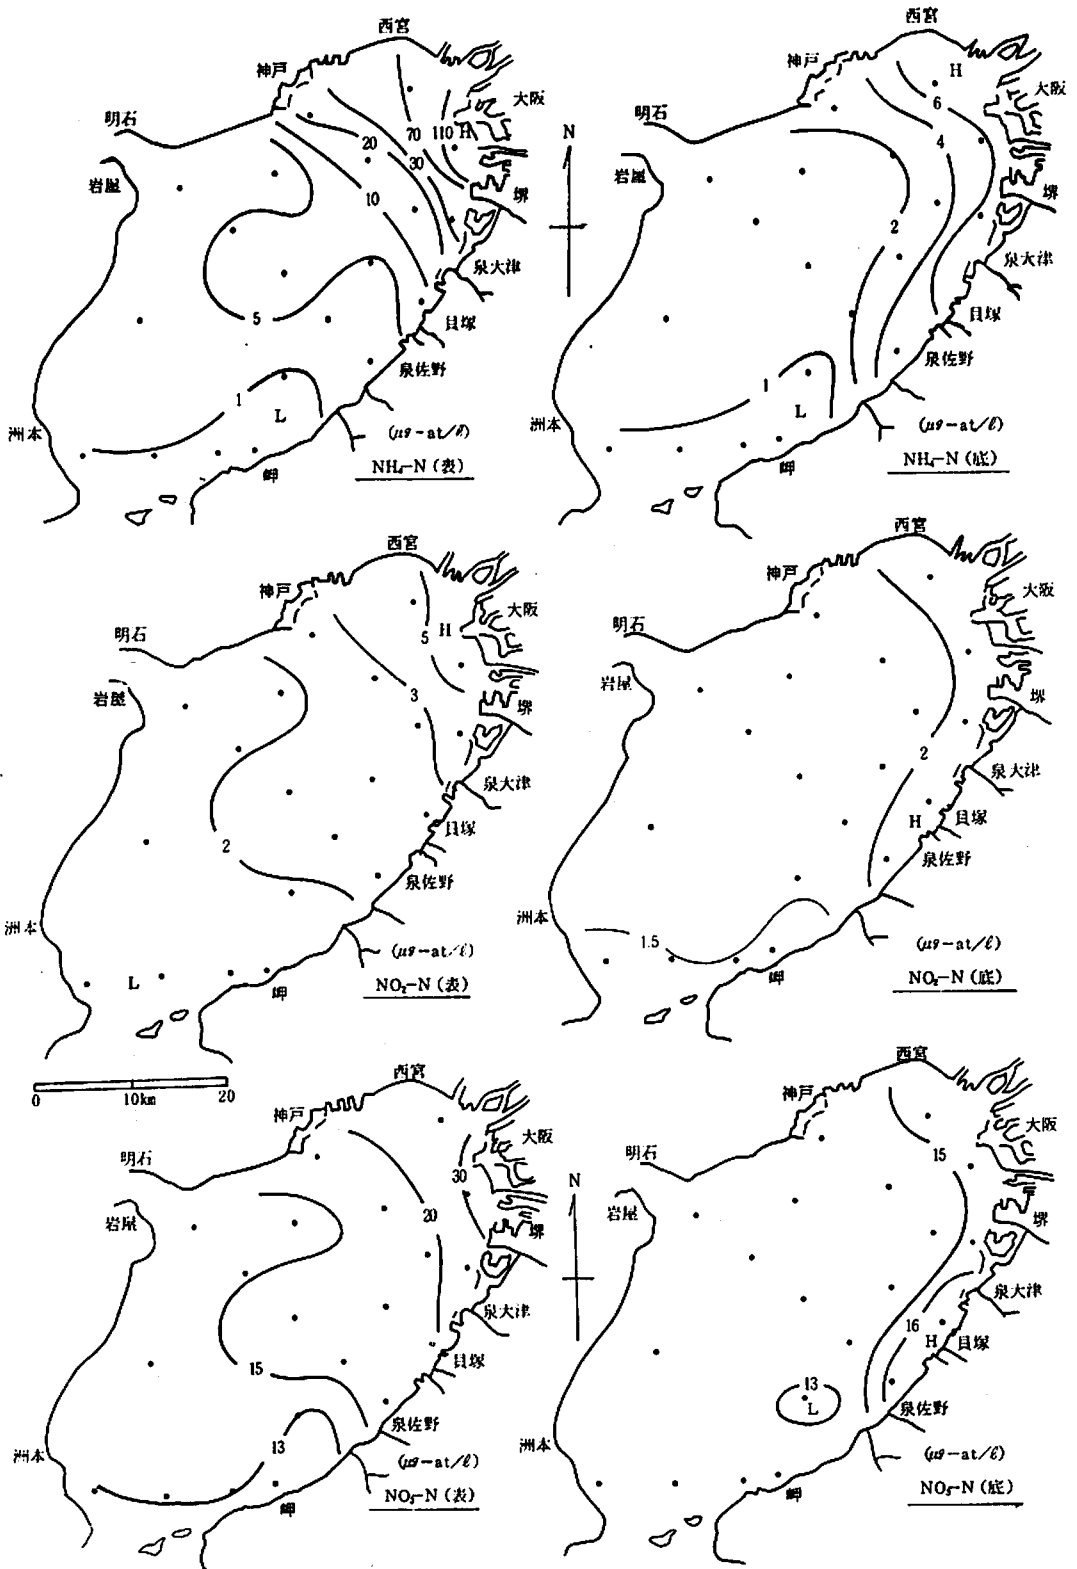 西宮
神戸
大阪
明石
岩屋
堺
泉大津
貝塚
泉佐野
洲本
岬
110 H
70
20
30
10
5
1
L
(μg-at/ℓ)
NH₄-N (表)
N
西宮
神戸
H
大阪
6
4
岩屋
堺
2
泉大津
貝塚
泉佐野
1
L
洲本
(μg-at/ℓ)
岬
NH₄-N (底)
西宮
神戸
大阪
明石
5
H
岩屋
3
堺
泉大津
貝塚
2
泉佐野
洲本
(μg-at/ℓ)
L
岬
NO₂-N (表)
0
10km
20
西宮
神戸
大阪
明石
岩屋
堺
2
泉大津
H
貝塚
泉佐野
洲本
1.5
(μg-at/ℓ)
岬
NO₂-N (底)
西宮
神戸
大阪
明石
30
岩屋
20
堺
泉大津
貝塚
15
泉佐野
13
洲本
(μg-at/ℓ)
NO₃-N (表)
岬
N
西宮
神戸
大阪
明石
15
岩屋
堺
泉大津
16
H
貝塚
13
L
泉佐野
洲本
(μg-at/ℓ)
岬
NO₃-N (底)